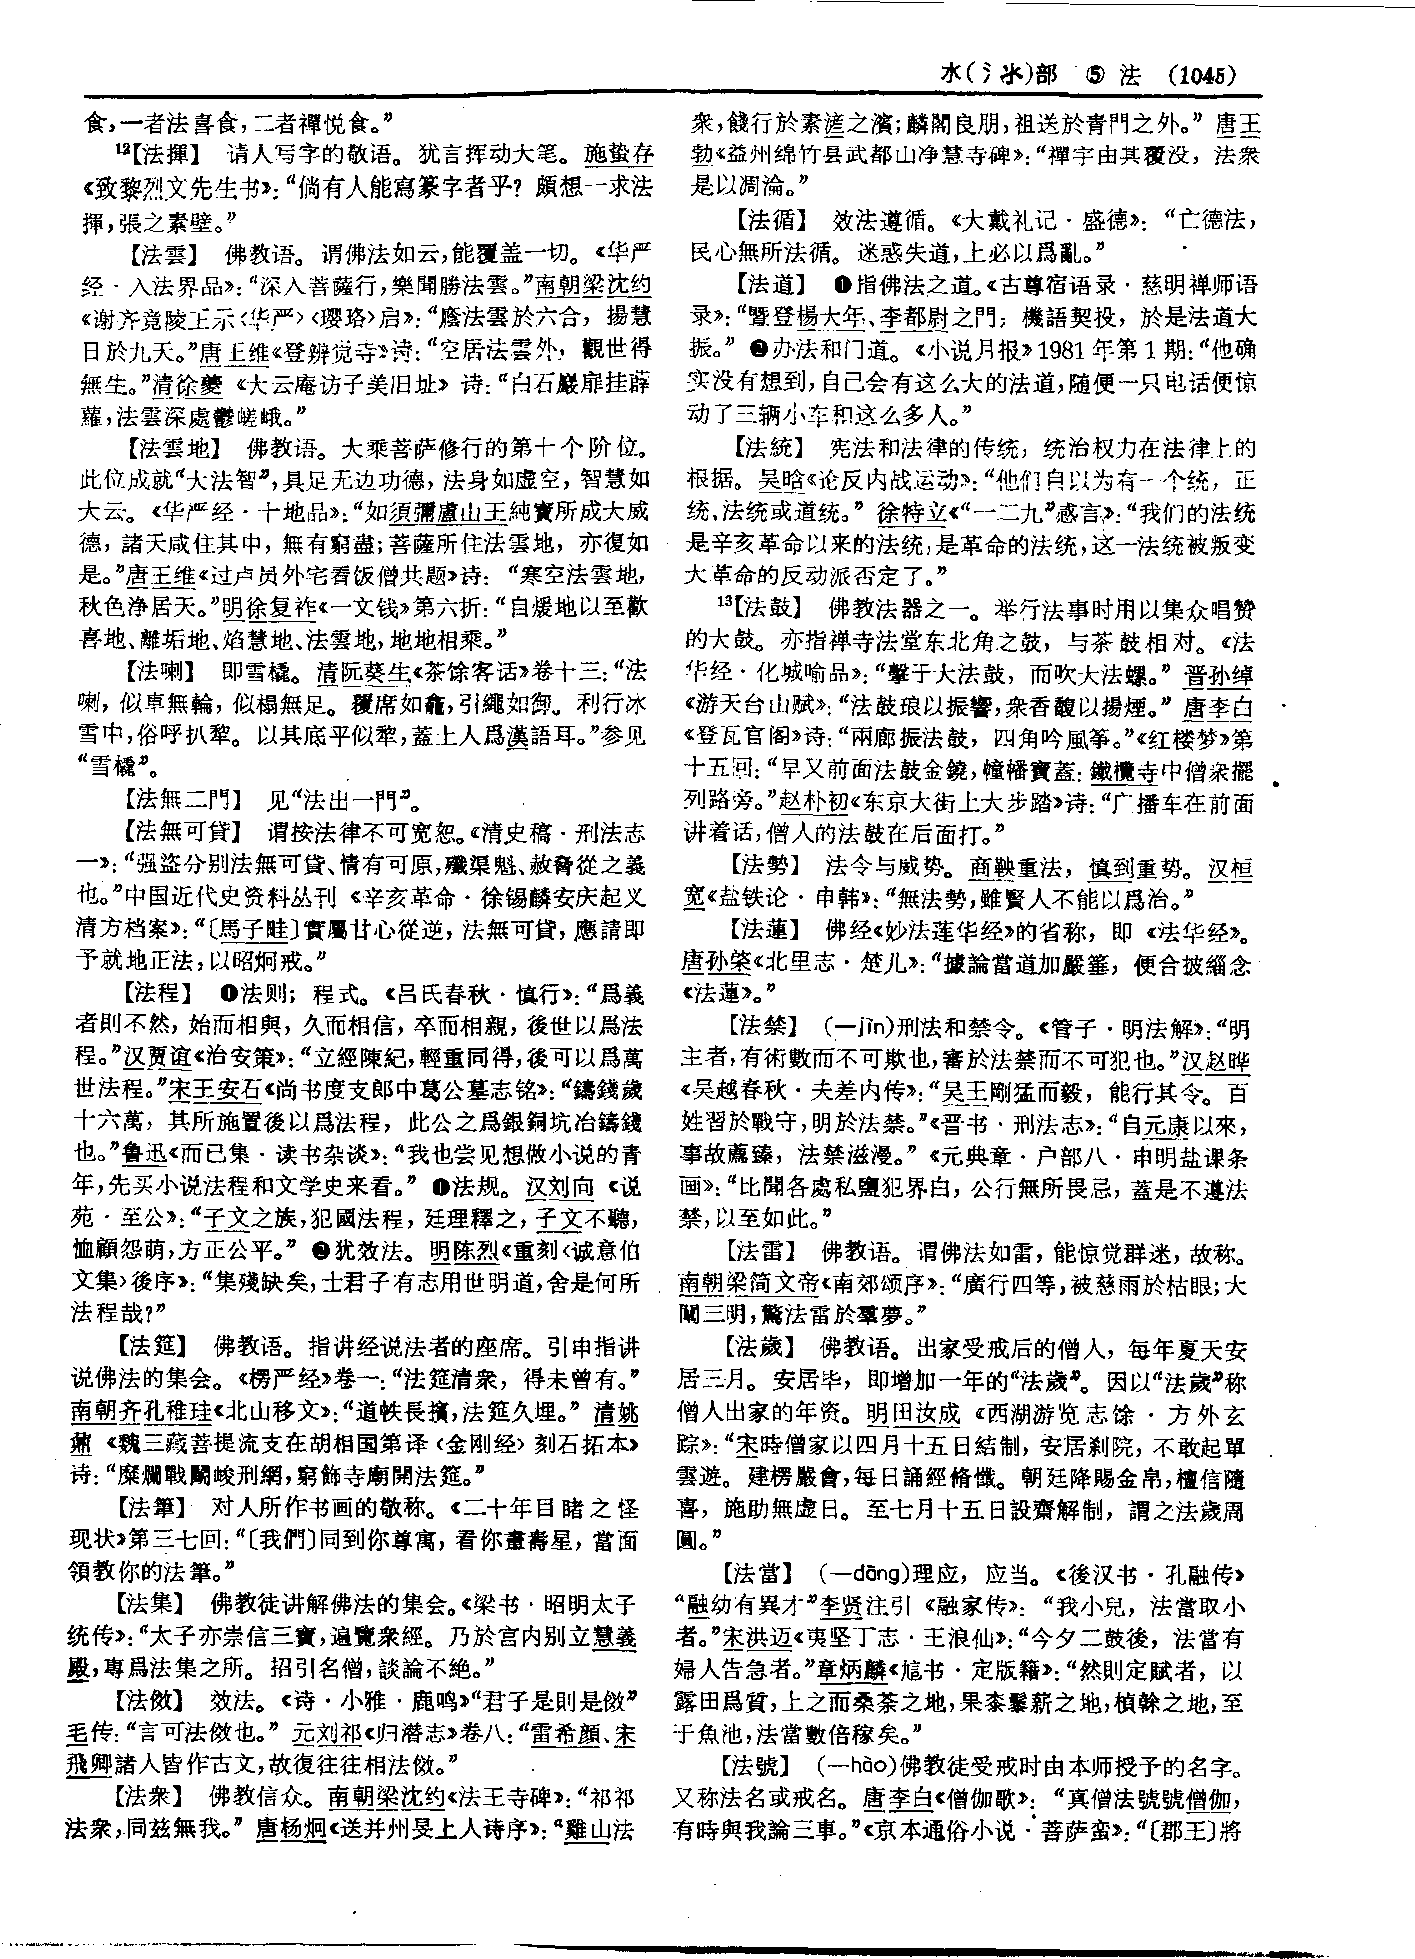 水(氵氺)部 ⑤ 法 (1045)
食,一者法喜食,二者禪悦食。”
¹²【法揮】 请人写字的敬语。犹言挥动大笔。施蛰存
《致黎烈文先生书》:“倘有人能寫篆字者乎?頗想一求法
揮,張之素壁。”
【法雲】 佛教语。谓佛法如云,能覆盖一切。《华严
经·入法界品》:“深入菩薩行,樂聞勝法雲。”南朝梁沈约
《谢齐竟陵王示〈华严〉〈璎珞〉启》:“廕法雲於六合,揚慧
日於九天。”唐王维《登辨觉寺》诗:“空居法雲外,觀世得
無生。”清徐夔《大云庵访子美旧址》诗:“白石巖扉挂薜
蘿,法雲深處鬱嵯峨。”
【法雲地】 佛教语。大乘菩萨修行的第十个阶位。
此位成就“大法智”,具足无边功德,法身如虚空,智慧如
大云。《华严经·十地品》:“如須彌盧山王純寶所成大威
德,諸天咸住其中,無有窮盡;菩薩所住法雲地,亦復如
是。”唐王维《过卢员外宅看饭僧共题》诗:“寒空法雲地,
秋色净居天。”明徐复祚《一文钱》第六折:“自煖地以至歡
喜地、離垢地、焰慧地、法雲地,地地相乘。”
【法喇】 即雪橇。清阮葵生《茶馀客话》卷十三:“法
喇,似車無輪,似榻無足。覆席如龕,引繩如御。利行冰
雪中,俗呼扒犂。以其底平似犂,蓋上人爲漢語耳。”参见
“雪橇”。
【法無二門】 见“法出一門”。
【法無可貸】 谓按法律不可宽恕。《清史稿·刑法志
一》:“强盗分别法無可貸、情有可原,殲渠魁、赦脅從之義
也。”中国近代史资料丛刊《辛亥革命·徐锡麟安庆起义
清方档案》:“〔馬子畦〕實屬甘心從逆,法無可貸,應請即
予就地正法,以昭炯戒。”
【法程】 ❶法则;程式。《吕氏春秋·慎行》:“爲義
者則不然,始而相與,久而相信,卒而相親,後世以爲法
程。”汉贾谊《治安策》:“立經陳紀,輕重同得,後可以爲萬
世法程。”宋王安石《尚书度支郎中葛公墓志铭》:“鑄錢歲
十六萬,其所施置後以爲法程,此公之爲銀銅坑冶鑄錢
也。”鲁迅《而已集·读书杂谈》:“我也尝见想做小说的青
年,先买小说法程和文学史来看。”❶法规。汉刘向《说
苑·至公》:“子文之族,犯國法程,廷理釋之,子文不聽,
恤顧怨萌,方正公平。”❷犹效法。明陈烈《重刻〈诚意伯
文集〉後序》:“集殘缺矣,士君子有志用世明道,舍是何所
法程哉?”
【法筵】 佛教语。指讲经说法者的座席。引申指讲
说佛法的集会。《楞严经》卷一:“法筵清衆,得未曾有。”
南朝齐孔稚珪《北山移文》:“道帙長擯,法筵久埋。”清姚
鼐《魏三藏菩提流支在胡相国第译〈金刚经〉刻石拓本》
诗:“糜爛戰鬭峻刑網,窮飾寺廟開法筵。”
【法筆】 对人所作书画的敬称。《二十年目睹之怪
现状》第三七回:“〔我們〕同到你尊寓,看你畫壽星,當面
領教你的法筆。”
【法集】 佛教徒讲解佛法的集会。《梁书·昭明太子
统传》:“太子亦崇信三寶,遍覽衆經。乃於宫内别立慧義
殿,專爲法集之所。招引名僧,談論不絶。”
【法傚】 效法。《诗·小雅·鹿鸣》“君子是則是傚”
毛传:“言可法傚也。”元刘祁《归潜志》卷八:“雷希顔、宋
飛卿諸人皆作古文,故復往往相法傚。”
【法衆】 佛教信众。南朝梁沈约《法王寺碑》:“祁祁
法衆,同兹無我。”唐杨炯《送并州旻上人诗序》:“雞山法
衆,餞行於素滻之濱;麟閣良朋,祖送於青門之外。”唐王
勃《益州绵竹县武都山净慧寺碑》:“禪宇由其覆没,法衆
是以凋淪。”
【法循】 效法遵循。《大戴礼记·盛德》:“亡德法,
民心無所法循。迷惑失道,上必以爲亂。”
【法道】 ❶指佛法之道。《古尊宿语录·慈明禅师语
录》:“暨登楊大年、李都尉之門;機語契投,於是法道大
振。”❷办法和门道。《小说月报》1981年第1期:“他确
实没有想到,自己会有这么大的法道,随便一只电话便惊
动了三辆小车和这么多人。”
【法統】 宪法和法律的传统,统治权力在法律上的
根据。吴晗《论反内战运动》:“他们自以为有一个统,正
统、法统或道统。”徐特立《“一二九”感言》:“我们的法统
是辛亥革命以来的法统,是革命的法统,这一法统被叛变
大革命的反动派否定了。”
¹³【法鼓】 佛教法器之一。举行法事时用以集众唱赞
的大鼓。亦指禅寺法堂东北角之鼓,与茶鼓相对。《法
华经·化城喻品》:“擊于大法鼓,而吹大法螺。”晋孙绰
《游天台山赋》:“法鼓琅以振響,衆香馥以揚煙。”唐李白
《登瓦官阁》诗:“兩廊振法鼓,四角吟風筝。”《红楼梦》第
十五回:“早又前面法鼓金鐃,幢幡寶蓋:鐵檻寺中僧衆擺
列路旁。”赵朴初《东京大街上大步踏》诗:“广播车在前面
讲着话,僧人的法鼓在后面打。”
【法勢】 法令与威势。商鞅重法,慎到重势。汉桓
宽《盐铁论·申韩》:“無法勢,雖賢人不能以爲治。”
【法蓮】 佛经《妙法莲华经》的省称,即《法华经》。
唐孙棨《北里志·楚儿》:“據論當道加嚴箠,便合披緇念
《法蓮》。”
【法禁】 (—jìn)刑法和禁令。《管子·明法解》:“明
主者,有術數而不可欺也,審於法禁而不可犯也。”汉赵晔
《吴越春秋·夫差内传》:“吴王剛猛而毅,能行其令。百
姓習於戰守,明於法禁。”《晋书·刑法志》:“自元康以來,
事故薦臻,法禁滋漫。”《元典章·户部八·申明盐课条
画》:“比聞各處私鹽犯界白,公行無所畏忌,蓋是不遵法
禁,以至如此。”
【法雷】 佛教语。谓佛法如雷,能惊觉群迷,故称。
南朝梁简文帝《南郊颂序》:“廣行四等,被慈雨於枯眼;大
闡三明,驚法雷於羣夢。”
【法歲】 佛教语。出家受戒后的僧人,每年夏天安
居三月。安居毕,即增加一年的“法歲”。因以“法歲”称
僧人出家的年资。明田汝成《西湖游览志馀·方外玄
踪》:“宋時僧家以四月十五日結制,安居刹院,不敢起單
雲遊。建楞嚴會,每日誦經脩懺。朝廷降賜金帛,檀信隨
喜,施助無虚日。至七月十五日設齋解制,謂之法歲周
圓。”
【法當】 (—dāng)理应,应当。《後汉书·孔融传》
“融幼有異才”李贤注引《融家传》:“我小兒,法當取小
者。”宋洪迈《夷坚丁志·王浪仙》:“今夕二鼓後,法當有
婦人告急者。”章炳麟《訄书·定版籍》:“然則定賦者,以
露田爲質,上之而桑茶之地,果桼髹薪之地,楨榦之地,至
于魚池,法當數倍稼矣。”
【法號】 (—hào)佛教徒受戒时由本师授予的名字。
又称法名或戒名。唐李白《僧伽歌》:“真僧法號號僧伽,
有時與我論三車。”《京本通俗小说·菩萨蛮》:“〔郡王〕將